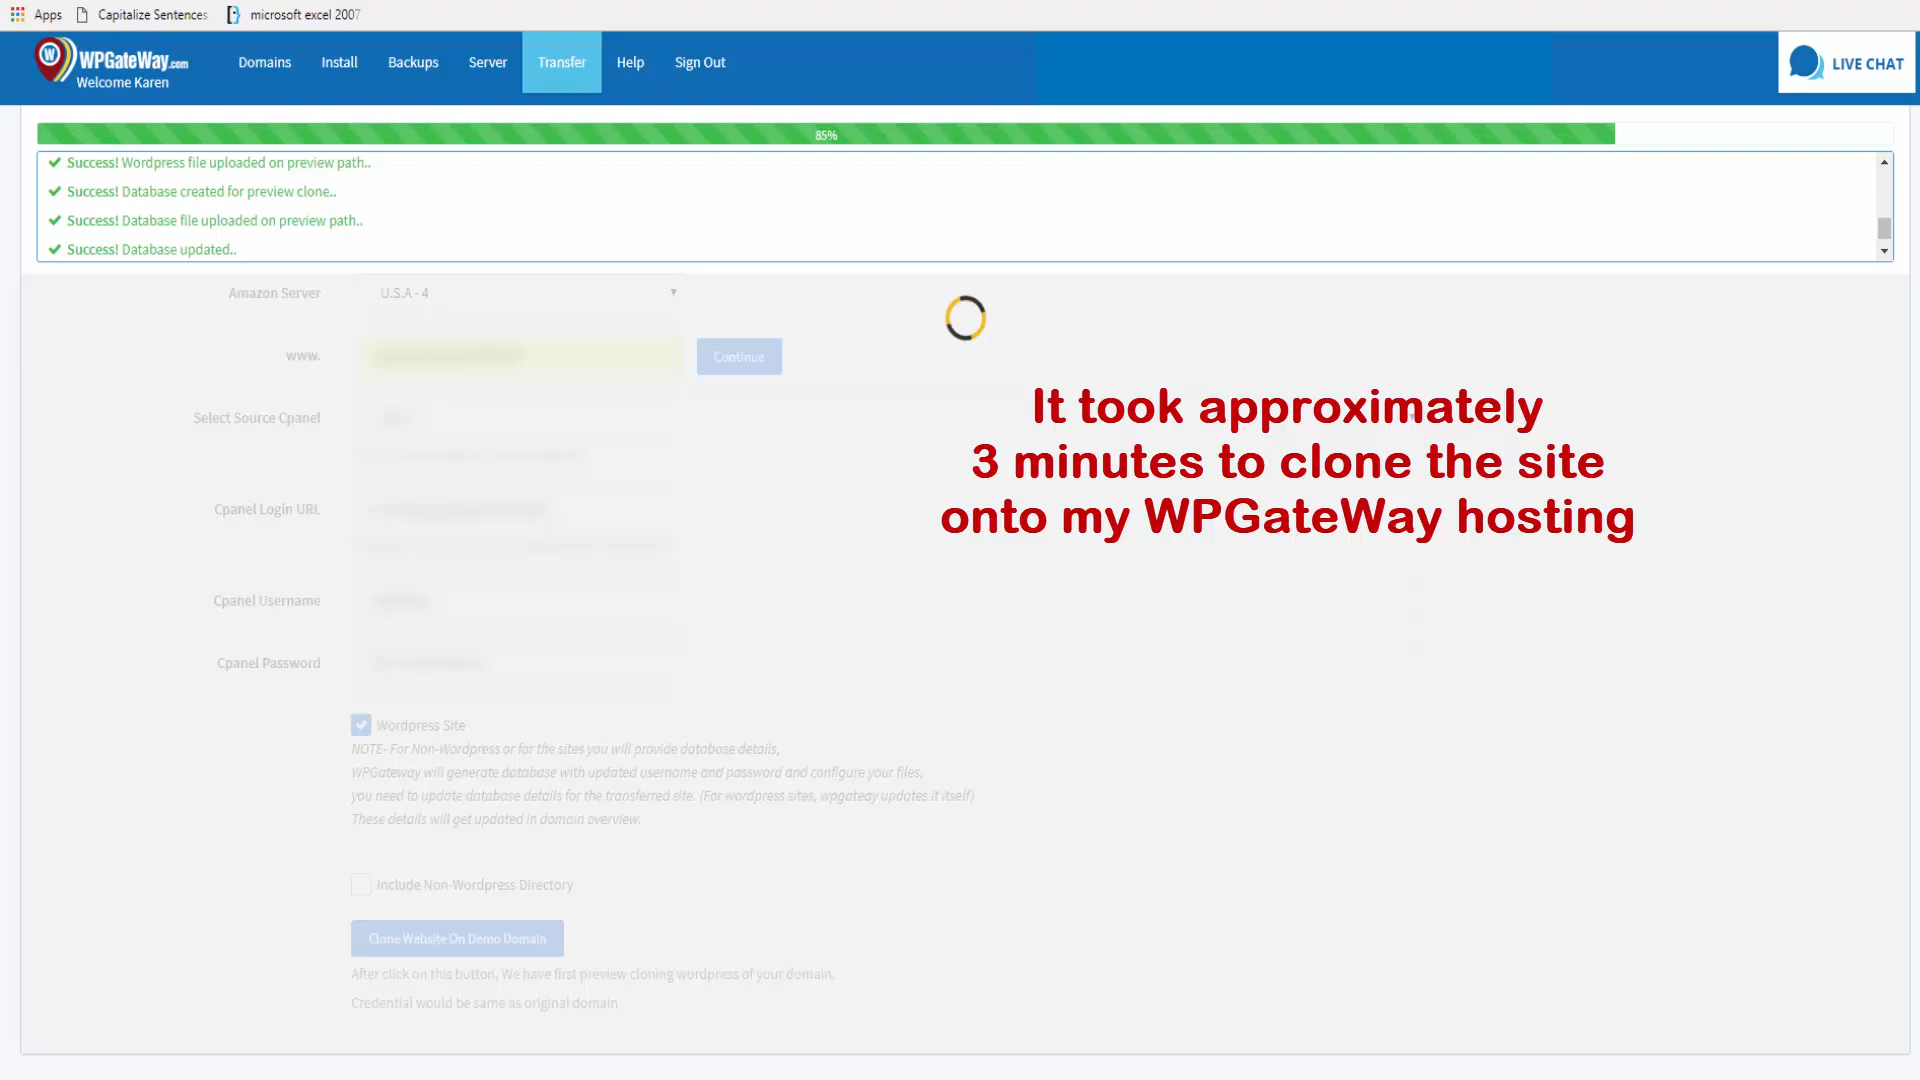 Apps
Capitalize Sentences
microsoft excel 2007
W WPGateWay.com
Welcome Karen
Domains
Install
Backups
Server
Transfer
Help
Sign Out
LIVE CHAT
85%
Success! Wordpress file uploaded on preview path..
Success! Database created for preview clone..
Success! Database file uploaded on preview path..
Success! Database updated..
Amazon Server
U.S.A - 4
www.
Continue
It took approximately
3 minutes to clone the site
onto my WPGateWay hosting
Select Source Cpanel
Cpanel Login URL
Cpanel Username
Cpanel Password
Wordpress Site
NOTE- For Non-Wordpress or for the sites you will provide database details,
WPGateway will generate database with updated username and password and configure your files,
you need to update database details for the transferred site. (For wordpress sites, wpgateay updates it itself)
These details will get updated in domain overview.
Include Non-Wordpress Directory
Clone Website On Demo Domain
After click on this button, We have first preview cloning wordpress of your domain.
Credential would be same as original domain